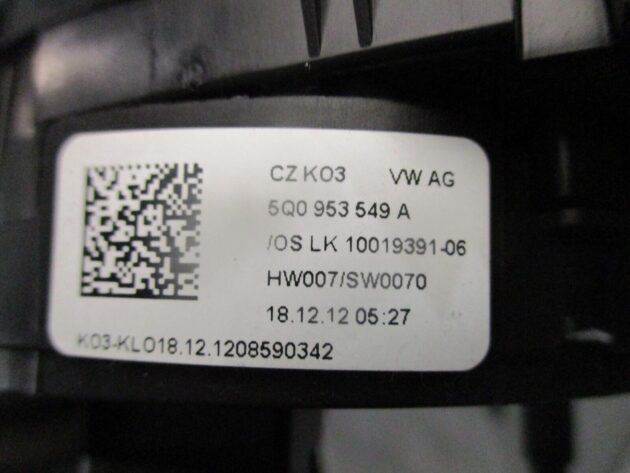 CZ K03 VW AG
5Q0 953 549 A
/OS LK 10019391-06
HW007/SW0070
18.12.12 05:27
K03-KLO18.12.1208590342